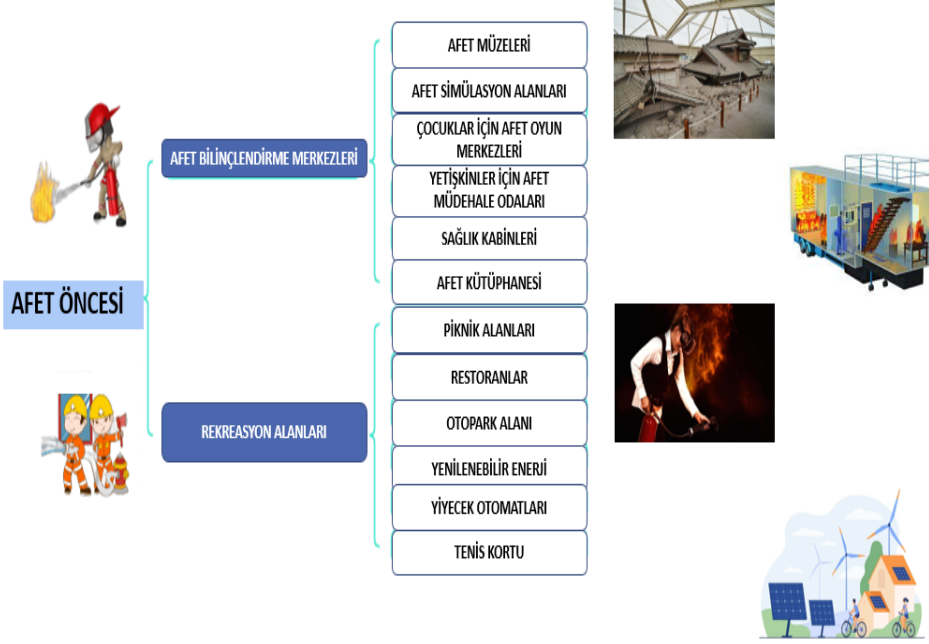 AFET ÖNCESİ
AFET BİLİNÇLENDİRME MERKEZLERİ
AFET MÜZELERİ
AFET SİMÜLASYON ALANLARI
ÇOCUKLAR İÇİN AFET OYUN
MERKEZLERİ
YETİŞKİNLER İÇİN AFET
MÜDEHALE ODALARI
SAĞLIK KABİNLERİ
AFET KÜTÜPHANESİ
REKREASYON ALANLARI
PİKNİK ALANLARI
RESTORANLAR
OTOPARK ALANI
YENİLENEBİLİR ENERJİ
YİYECEK OTOMATLARI
TENİS KORTU